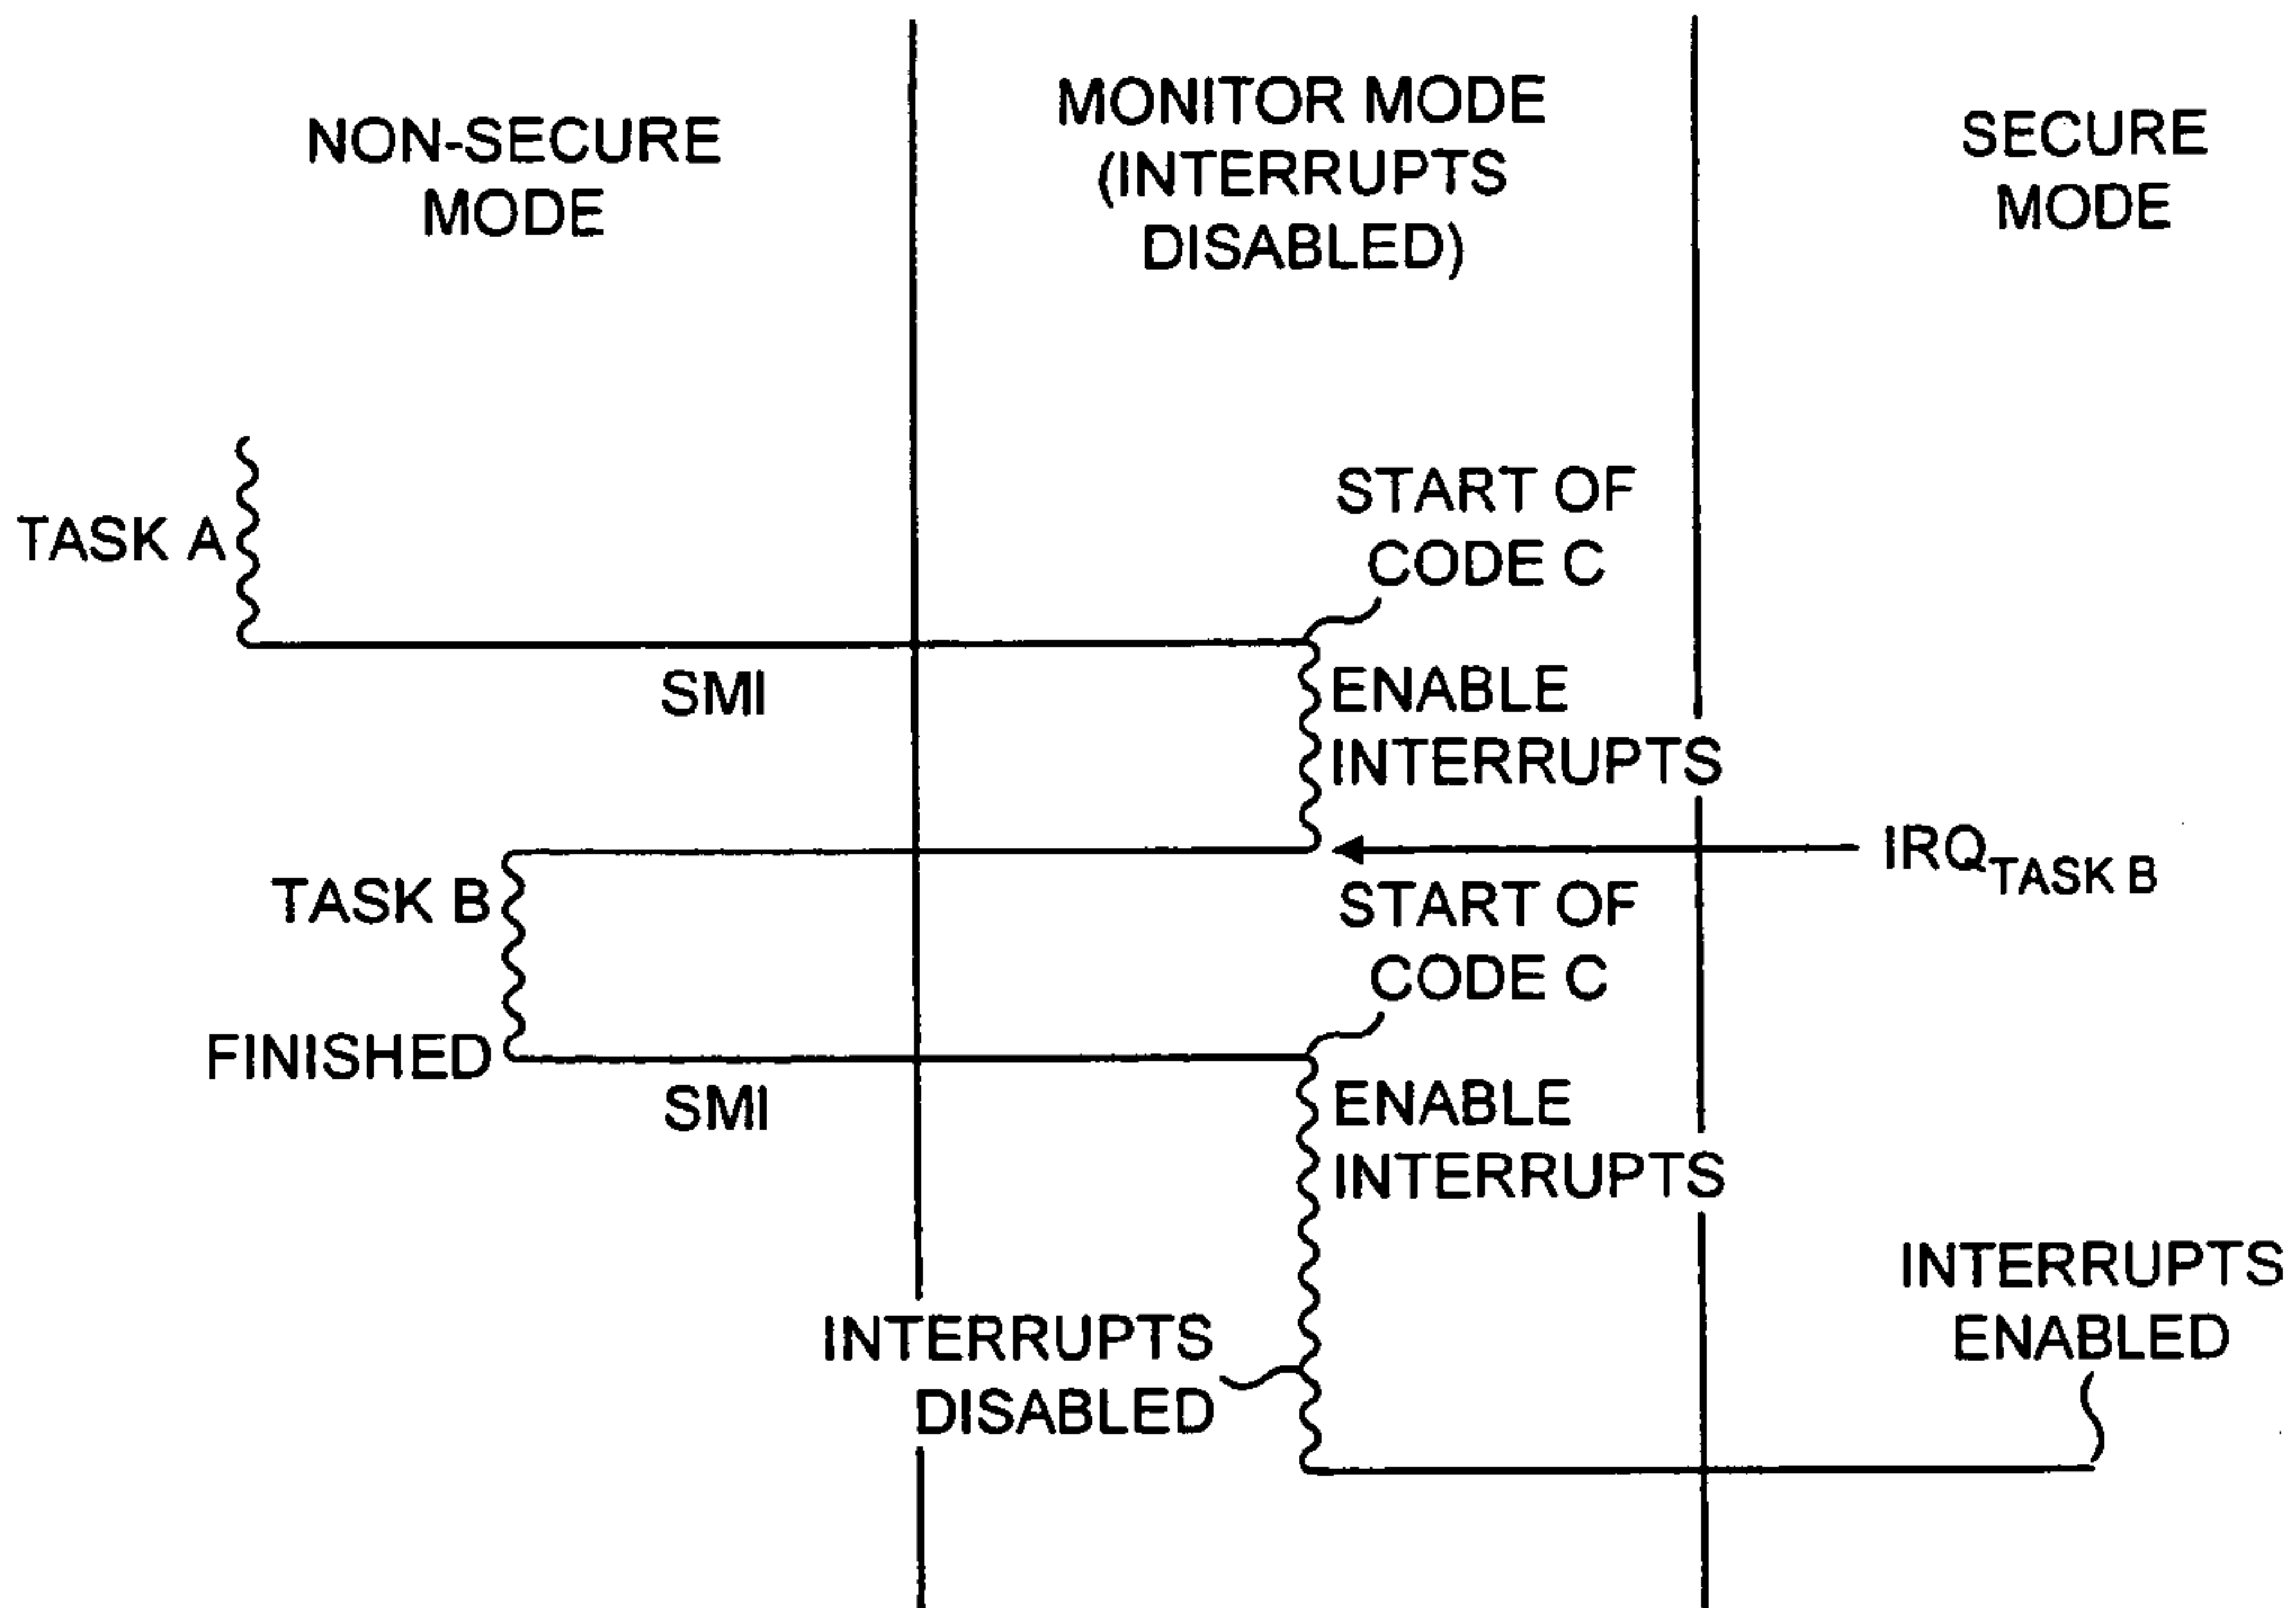 NON-SECURE
MODE
MONITOR MODE
(INTERRUPTS
DISABLED)
SECURE
MODE
TASK A
START OF
CODE C
SMI
ENABLE
INTERRUPTS
IRQ TASK B
TASK B
START OF
CODE C
FINISHED
SMI
ENABLE
INTERRUPTS
INTERRUPTS
DISABLED
INTERRUPTS
ENABLED